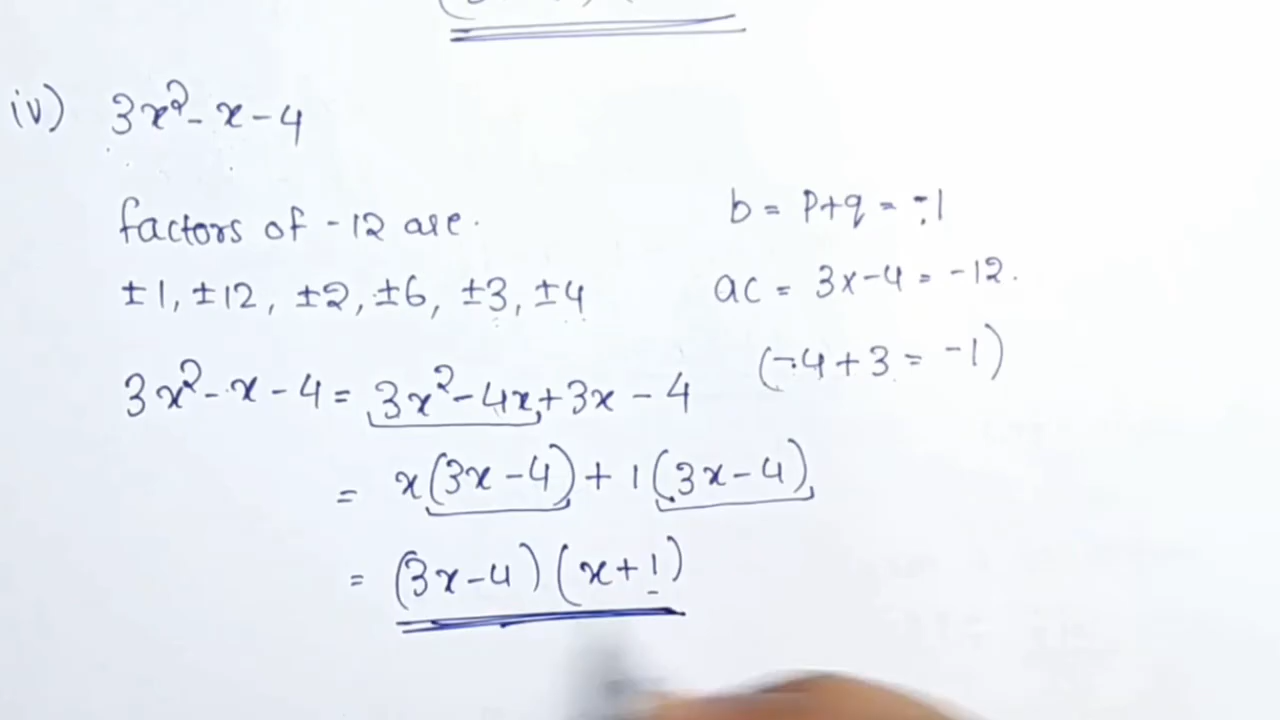 iv) 3x² - x - 4
factors of -12 are.
b = p+q = -1
±1, ±12, ±2, ±6, ±3, ±4
ac = 3x-4 = -12.
(-4+3 = -1)
3x² - x - 4 = 3x² - 4x + 3x - 4
= x(3x-4) + 1(3x-4)
= (3x-4)(x+1)